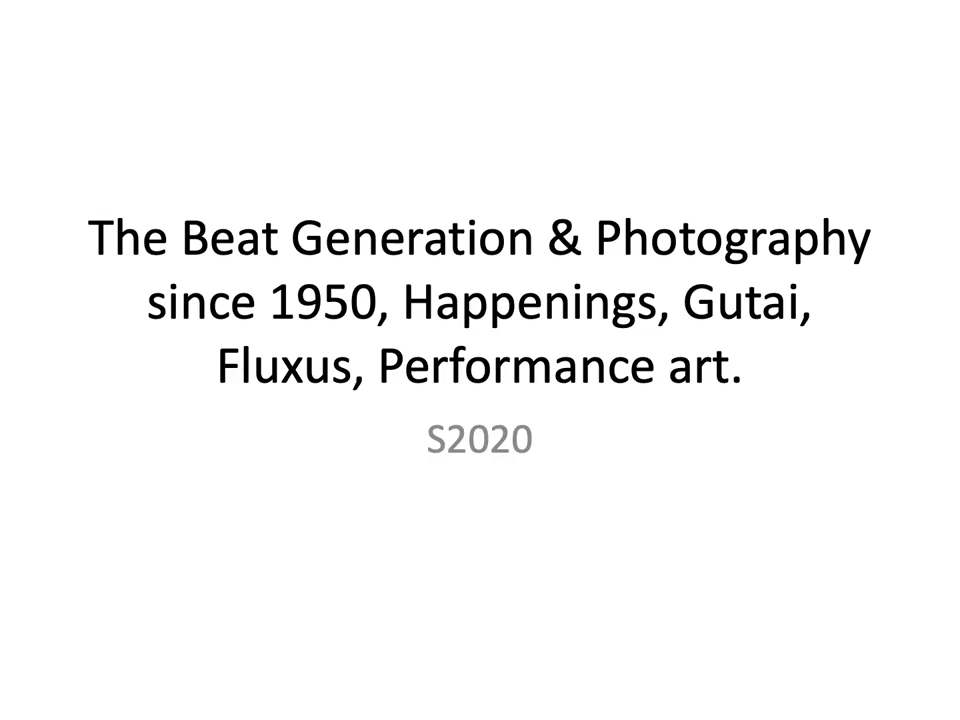 The Beat Generation & Photography
since 1950, Happenings, Gutai,
Fluxus, Performance art.
S2020